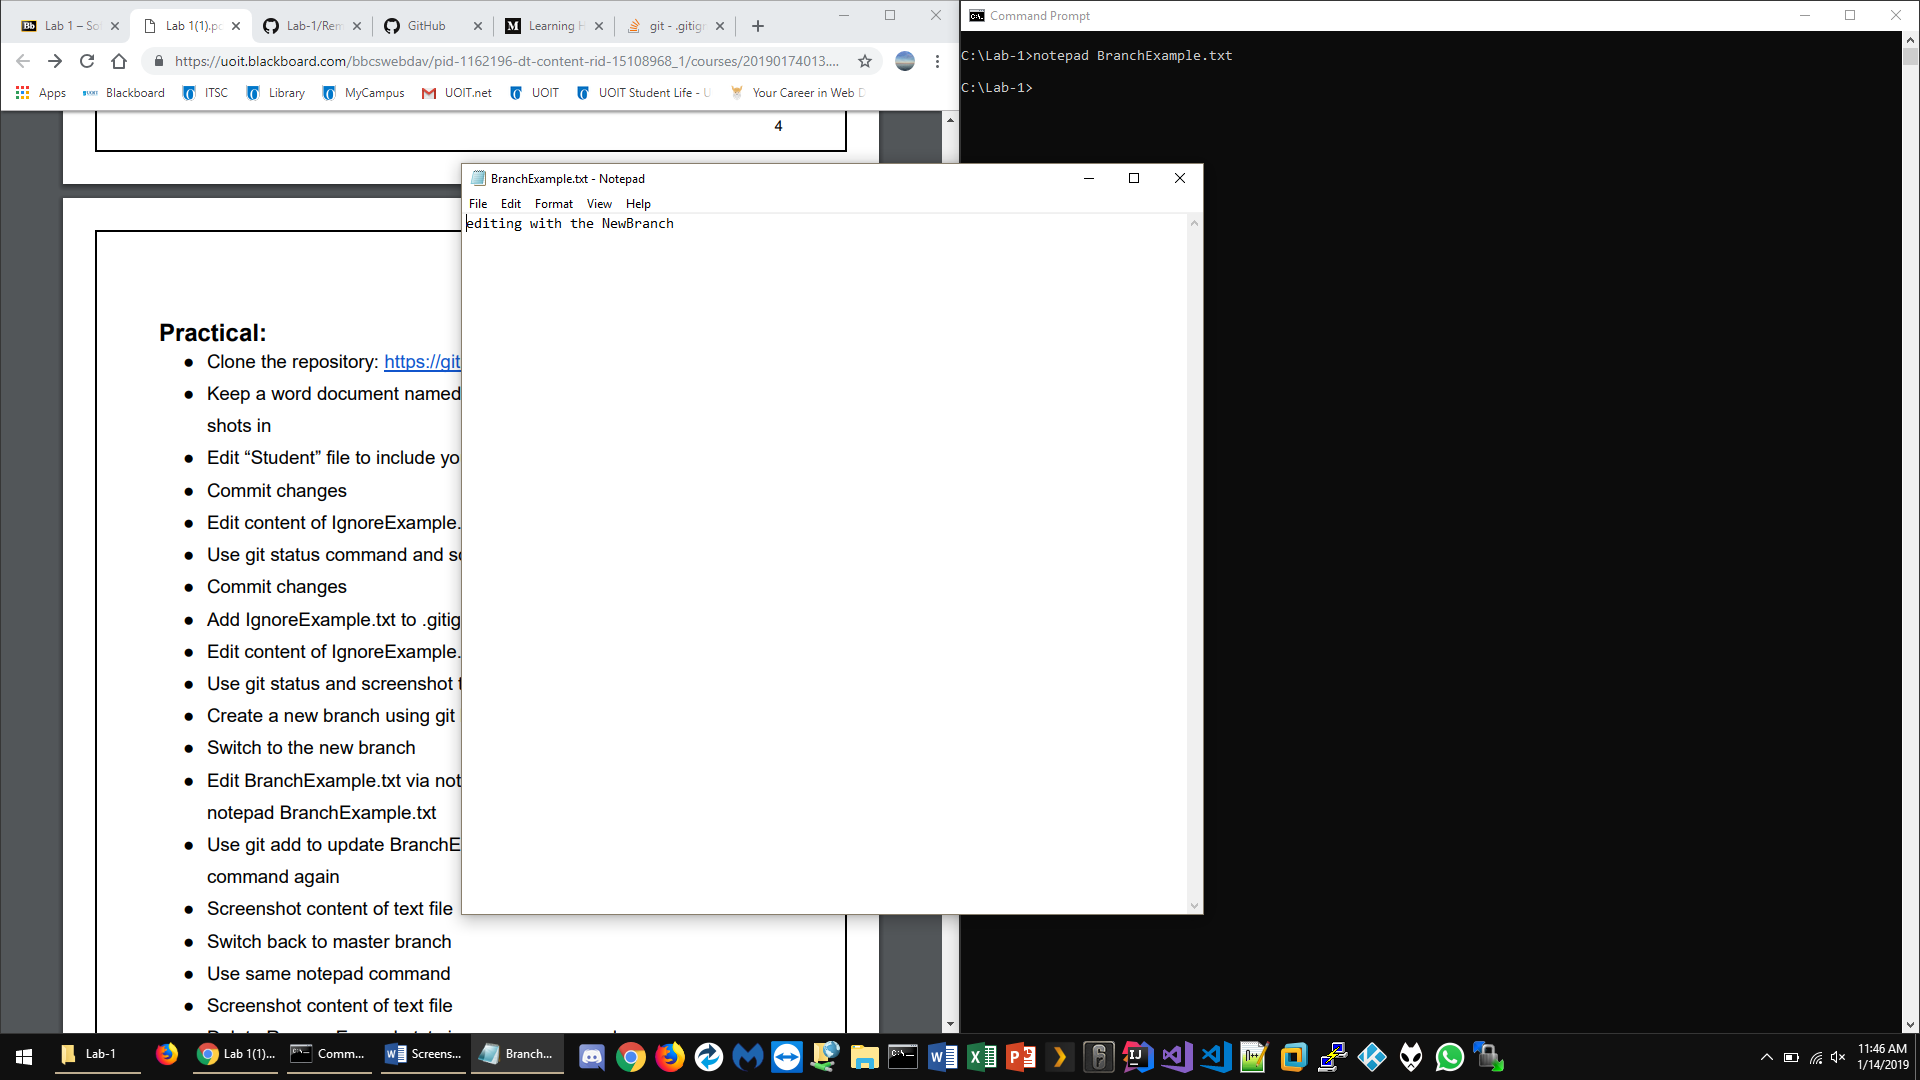 Lab 1 – So
Lab 1(1).pd
Lab-1/Rem
GitHub
Learning H
git - .gitign
https://uoit.blackboard.com/bbcswebdav/pid-1162196-dt-content-rid-15108968_1/courses/20190174013....
Apps
Blackboard
ITSC
Library
MyCampus
UOIT.net
UOIT
UOIT Student Life - U
Your Career in Web D
4
Practical:
● Clone the repository: https://git
● Keep a word document named
shots in
● Edit “Student” file to include yo
● Commit changes
● Edit content of IgnoreExample.
● Use git status command and sc
● Commit changes
● Add IgnoreExample.txt to .gitig
● Edit content of IgnoreExample.
● Use git status and screenshot t
● Create a new branch using git
● Switch to the new branch
● Edit BranchExample.txt via not
notepad BranchExample.txt
● Use git add to update BranchE
command again
● Screenshot content of text file
● Switch back to master branch
● Use same notepad command
● Screenshot content of text file
BranchExample.txt - Notepad
File Edit Format View Help
editing with the NewBranch
Command Prompt
C:\Lab-1>notepad BranchExample.txt
C:\Lab-1>
Lab-1
Lab 1(1)...
Comm...
Screens...
Branch...
11:46 AM
1/14/2019